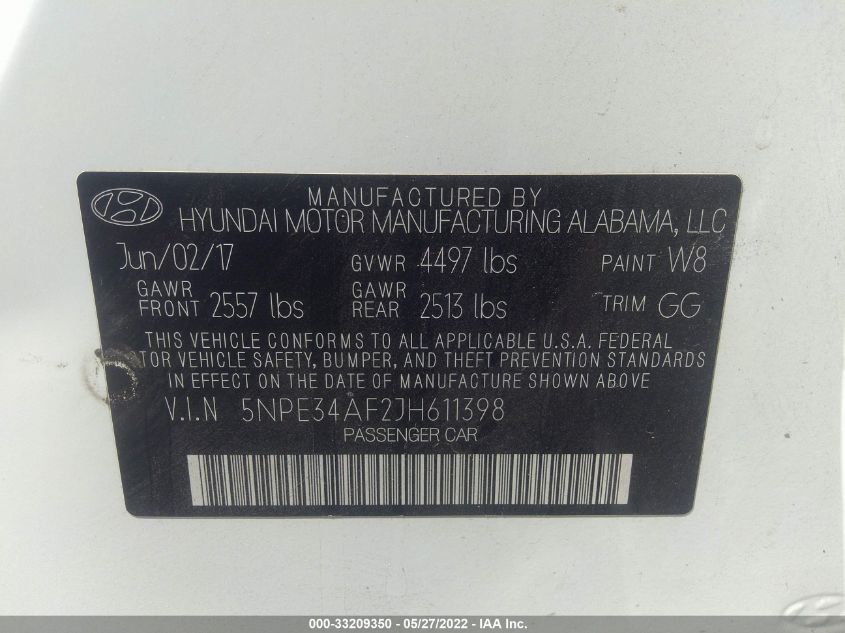 MANUFACTURED BY
HYUNDAI MOTOR MANUFACTURING ALABAMA, LLC
Jun/02/17 GVWR 4497 lbs PAINT W8
GAWR FRONT 2557 lbs GAWR REAR 2513 lbs TRIM GG
THIS VEHICLE CONFORMS TO ALL APPLICABLE U.S.A. FEDERAL
TOR VEHICLE SAFETY, BUMPER, AND THEFT PREVENTION STANDARDS
IN EFFECT ON THE DATE OF MANUFACTURE SHOWN ABOVE
V.I.N 5NPE34AF2JH611398
PASSENGER CAR
000-33209350 - 05/27/2022 - IAA Inc.